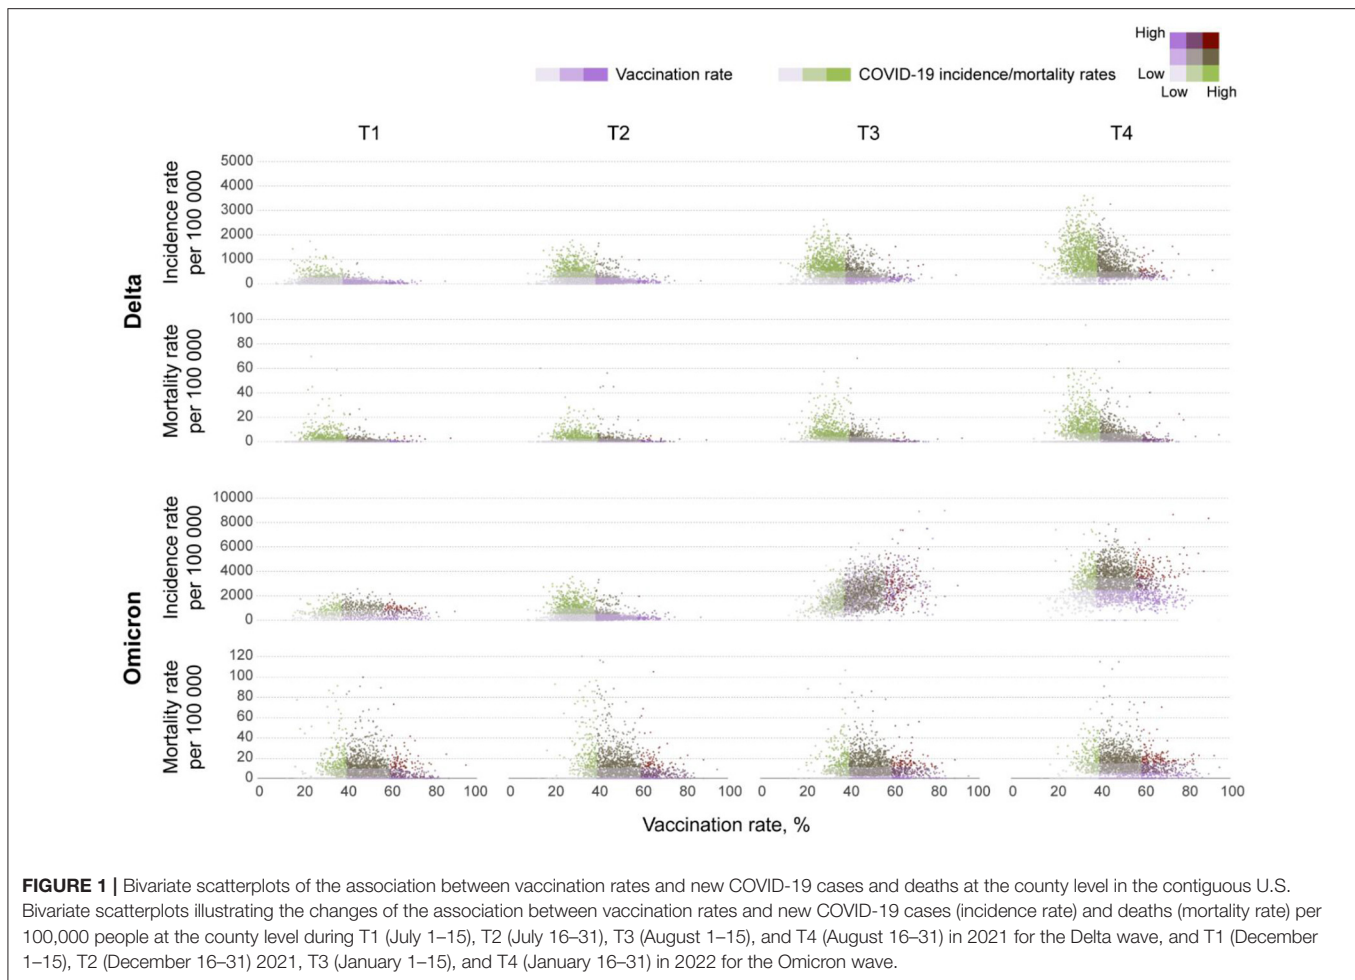 High
Vaccination rate
COVID-19 incidence/mortality rates
Low
Low High
T1 T2 T3 T4
Delta
Incidence rate
per 100 000
5000
4000
3000
2000
1000
0
Mortality rate
per 100 000
100
80
60
40
20
0
Omicron
Incidence rate
per 100 000
10000
8000
6000
4000
2000
0
Mortality rate
per 100 000
120
100
80
60
40
20
0
0 20 40 60 80 100 0 20 40 60 80 100 0 20 40 60 80 100 0 20 40 60 80 100
Vaccination rate, %
FIGURE 1 | Bivariate scatterplots of the association between vaccination rates and new COVID-19 cases and deaths at the county level in the contiguous U.S.
Bivariate scatterplots illustrating the changes of the association between vaccination rates and new COVID-19 cases (incidence rate) and deaths (mortality rate) per
100,000 people at the county level during T1 (July 1–15), T2 (July 16–31), T3 (August 1–15), and T4 (August 16–31) in 2021 for the Delta wave, and T1 (December
1–15), T2 (December 16–31) 2021, T3 (January 1–15), and T4 (January 16–31) in 2022 for the Omicron wave.